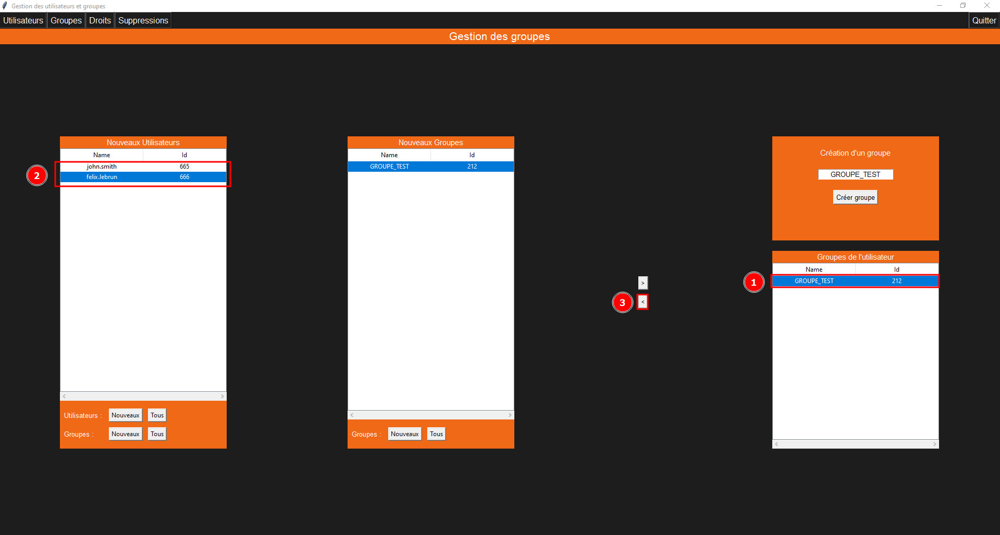 Gestion des utilisateurs et groupes
Utilisateurs Groupes Droits Suppressions Quitter
Gestion des groupes
Nouveaux Utilisateurs
Name Id
john.smith 665
felix.lebrun 666
2
Utilisateurs : Nouveaux Tous
Groupes : Nouveaux Tous
Nouveaux Groupes
Name Id
GROUPE_TEST 212
Groupes : Nouveaux Tous
>
3 <
Création d'un groupe
GROUPE_TEST
Créer groupe
Groupes de l'utilisateur
Name Id
1 GROUPE_TEST 212